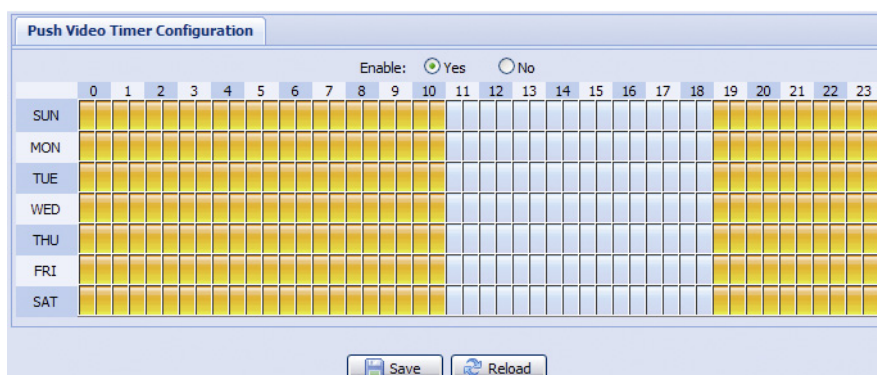 Push Video Timer Configuration
Enable: Yes No
0 1 2 3 4 5 6 7 8 9 10 11 12 13 14 15 16 17 18 19 20 21 22 23
SUN
MON
TUE
WED
THU
FRI
SAT
Save Reload